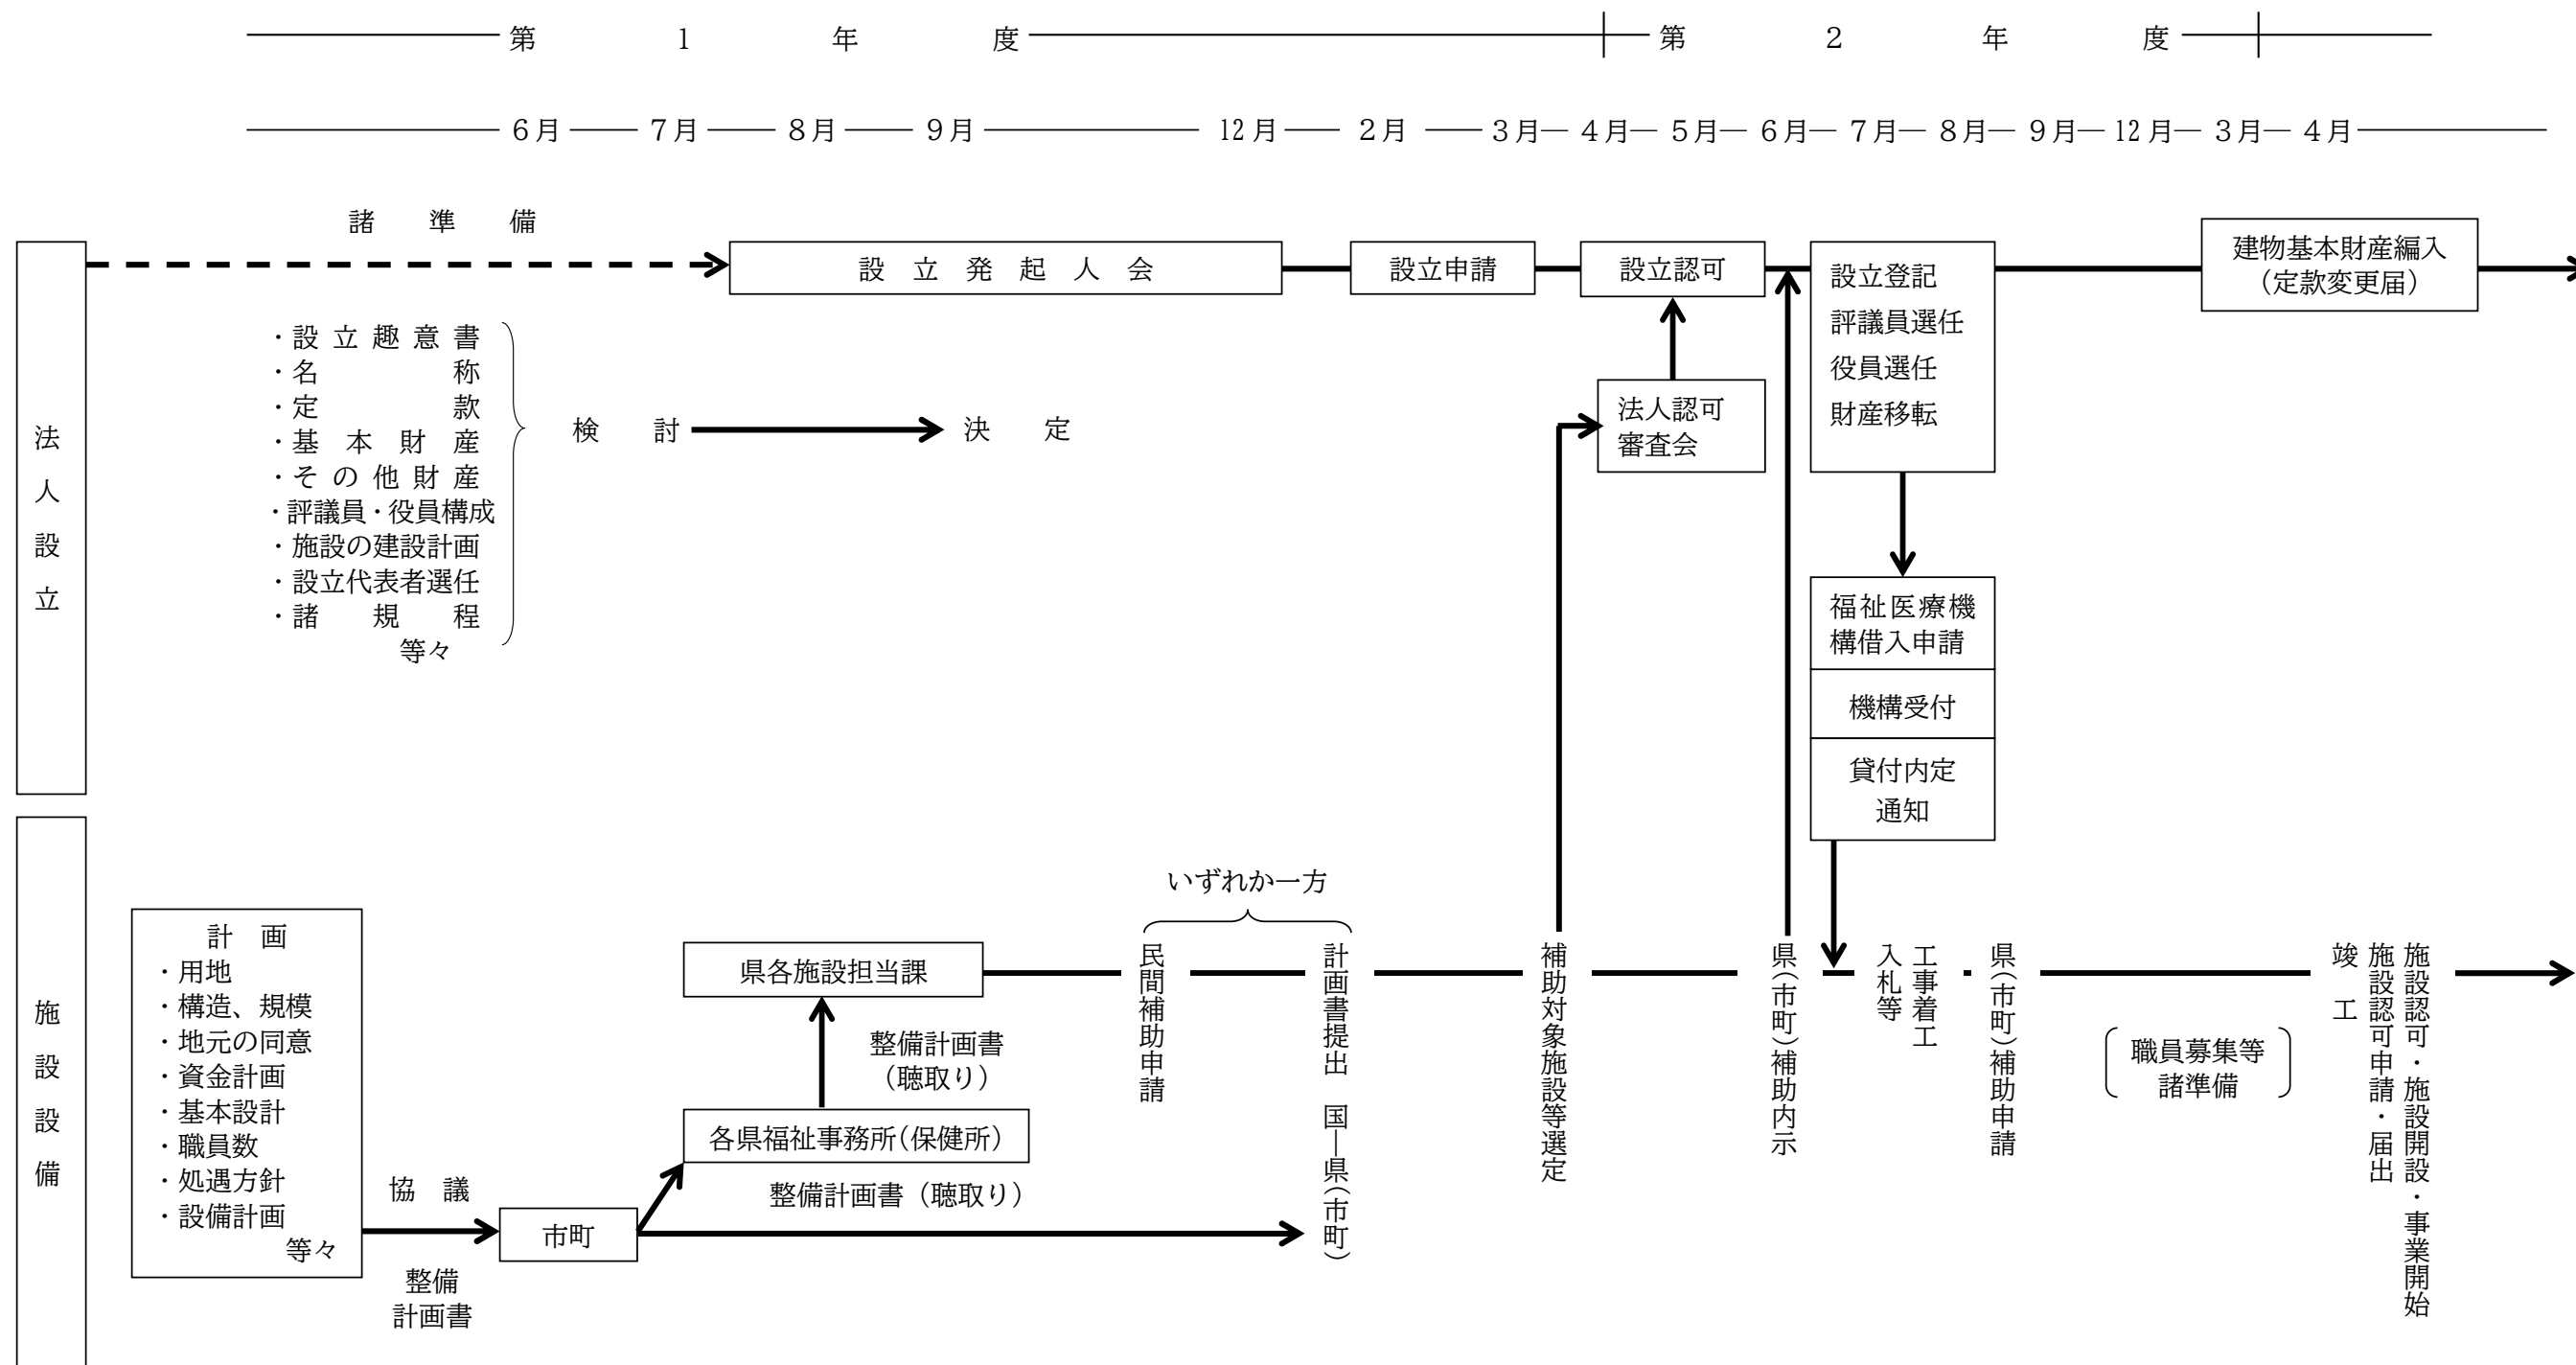 第 1 年 度 第 2 年 度
6月 7月 8月 9月 12月 2月 3月 4月 5月 6月 7月 8月 9月 12月 3月 4月
法人設立
諸 準 備
設 立 発 起 人 会
設立申請
設立認可
設立登記
評議員選任
役員選任
財産移転
建物基本財産編入
（定款変更届）
・設立趣意書
・名称
・定款
・基本財産
・その他財産
・評議員・役員構成
・施設の建設計画
・設立代表者選任
・諸規程
等々
検 討
決 定
法人認可
審査会
福祉医療機
構借入申請
機構受付
貸付内定
通知
施設設備
計 画
・用地
・構造、規模
・地元の同意
・資金計画
・基本設計
・職員数
・処遇方針
・設備計画
等々
協 議
整備
計画書
市町
県各施設担当課
整備計画書
（聴取り）
各県福祉事務所（保健所）
整備計画書（聴取り）
いずれか一方
民間補助申請
計画書提出 国―県（市町）
補助対象施設等選定
県（市町）補助内示
入札等
工事着工
県（市町）補助申請
職員募集等
諸準備
竣 工
施設認可申請・届出
施設認可・施設開設・事業開始